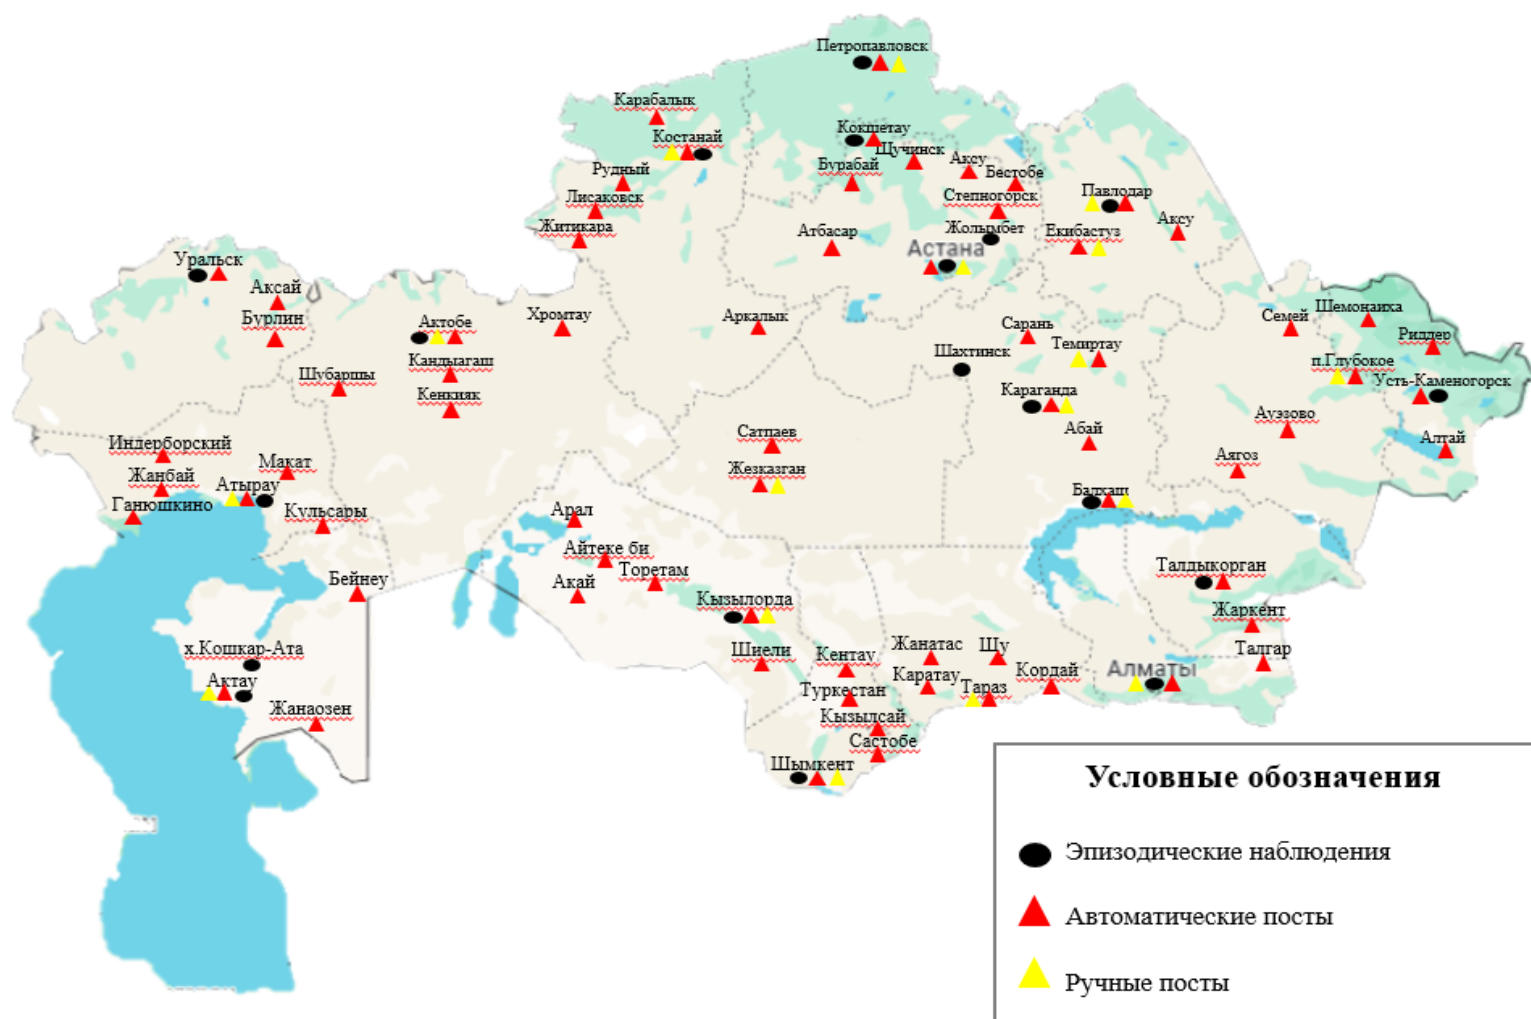 Петропавловск
Карабалык
Костанай
Кокшетау
Щучинск
Бурабай
Аксу
Бестобе
Рудный
Лисаковск
Житикара
Степногорск
Павлодар
Атбасар
Жолымбет
Астана
Екибастуз
Аксу
Уральск
Аксай
Бурлин
Актобе
Хромтау
Аркалык
Сарань
Семей
Шемонаиха
Риддер
Кандыагаш
Шубаршы
Кенкияк
Шахтинск
Темиртау
п.Глубокое
Усть-Каменогорск
Караганда
Ауэзово
Индерборский
Сатпаев
Абай
Аягоз
Алтай
Макат
Жанбай
Атырау
Жезказган
Балхаш
Ганюшкино
Кульсары
Арал
Айтеке би
Торетам
Акай
Бейнеу
Талдыкорган
Кызылорда
Жаркент
х.Кошкар-Ата
Шиели
Кентау
Жанатас
Шу
Талгар
Актау
Туркестан
Каратау
Тараз
Кордай
Алматы
Жанаозен
Кызылсай
Састобе
Шымкент
Условные обозначения
Эпизодические наблюдения
Автоматические посты
Ручные посты